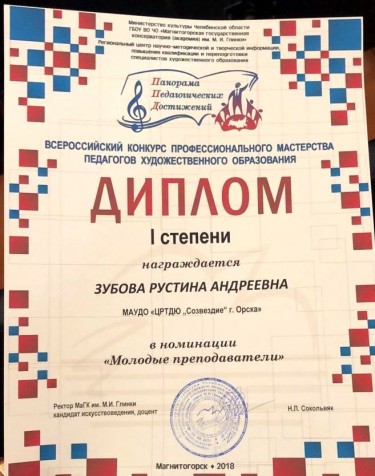 Министерство культуры Челябинской области
ГБОУ ВО ЧО «Магнитогорская государственная
консерватория (академия) им. М. И. Глинки»
Региональный центр научно-методической и творческой информации,
повышения квалификации и переподготовки
специалистов художественного образования
Панорама
Педагогических
Достижений
ВСЕРОССИЙСКИЙ КОНКУРС ПРОФЕССИОНАЛЬНОГО МАСТЕРСТВА
ПЕДАГОГОВ ХУДОЖЕСТВЕННОГО ОБРАЗОВАНИЯ
ДИПЛОМ
I степени
награждается
ЗУБОВА РУСТИНА АНДРЕЕВНА
МАУДО «ЦРТДЮ „Созвездие" г. Орска»
в номинации
«Молодые преподаватели»
Ректор МаГК им. М.И. Глинки
кандидат искусствоведения, доцент
Н.Л. Сокольвяк
Магнитогорск ♦ 2018